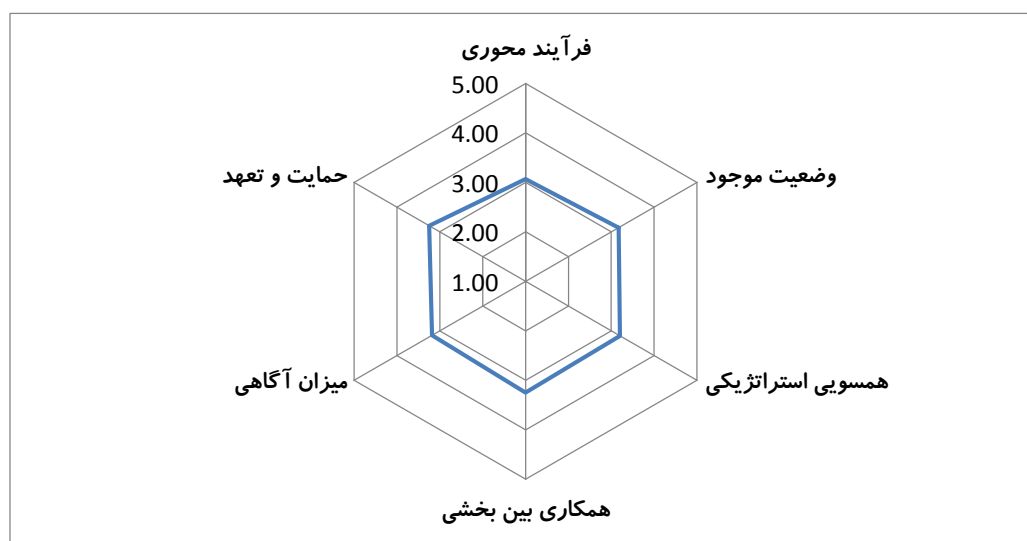 فرآیند محوری
5.00
4.00
حمایت و تعهد
3.00
وضعیت موجود
2.00
1.00
میزان آگاهی
همسویی استراتژیکی
همکاری بین بخشی